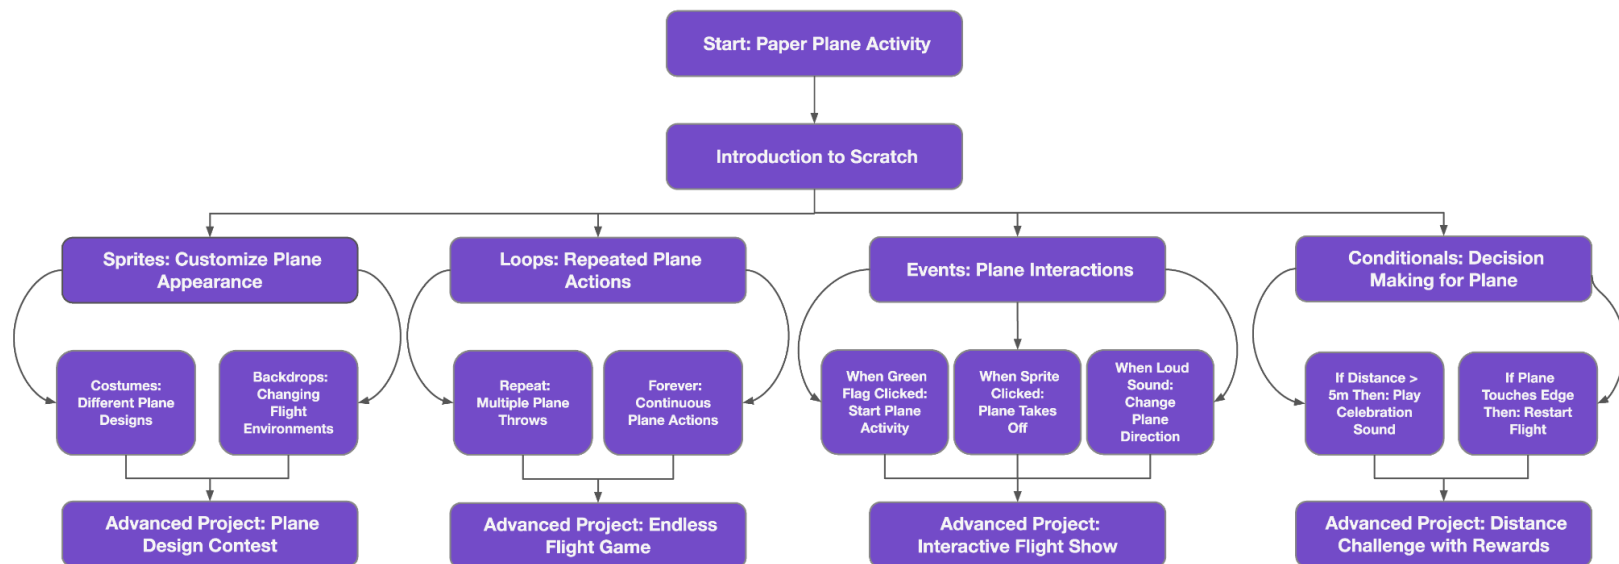 Start: Paper Plane Activity
Introduction to Scratch
Sprites: Customize Plane
Appearance
Loops: Repeated Plane
Actions
Events: Plane Interactions
Conditionals: Decision
Making for Plane
Costumes:
Different Plane
Designs
Backdrops:
Changing
Flight
Environments
Repeat:
Multiple Plane
Throws
Forever:
Continuous
Plane Actions
When Green
Flag Clicked:
Start Plane
Activity
When Sprite
Clicked:
Plane Takes
Off
When Loud
Sound:
Change
Plane
Direction
If Distance >
5m Then: Play
Celebration
Sound
If Plane
Touches Edge
Then: Restart
Flight
Advanced Project: Plane
Design Contest
Advanced Project: Endless
Flight Game
Advanced Project:
Interactive Flight Show
Advanced Project: Distance
Challenge with Rewards